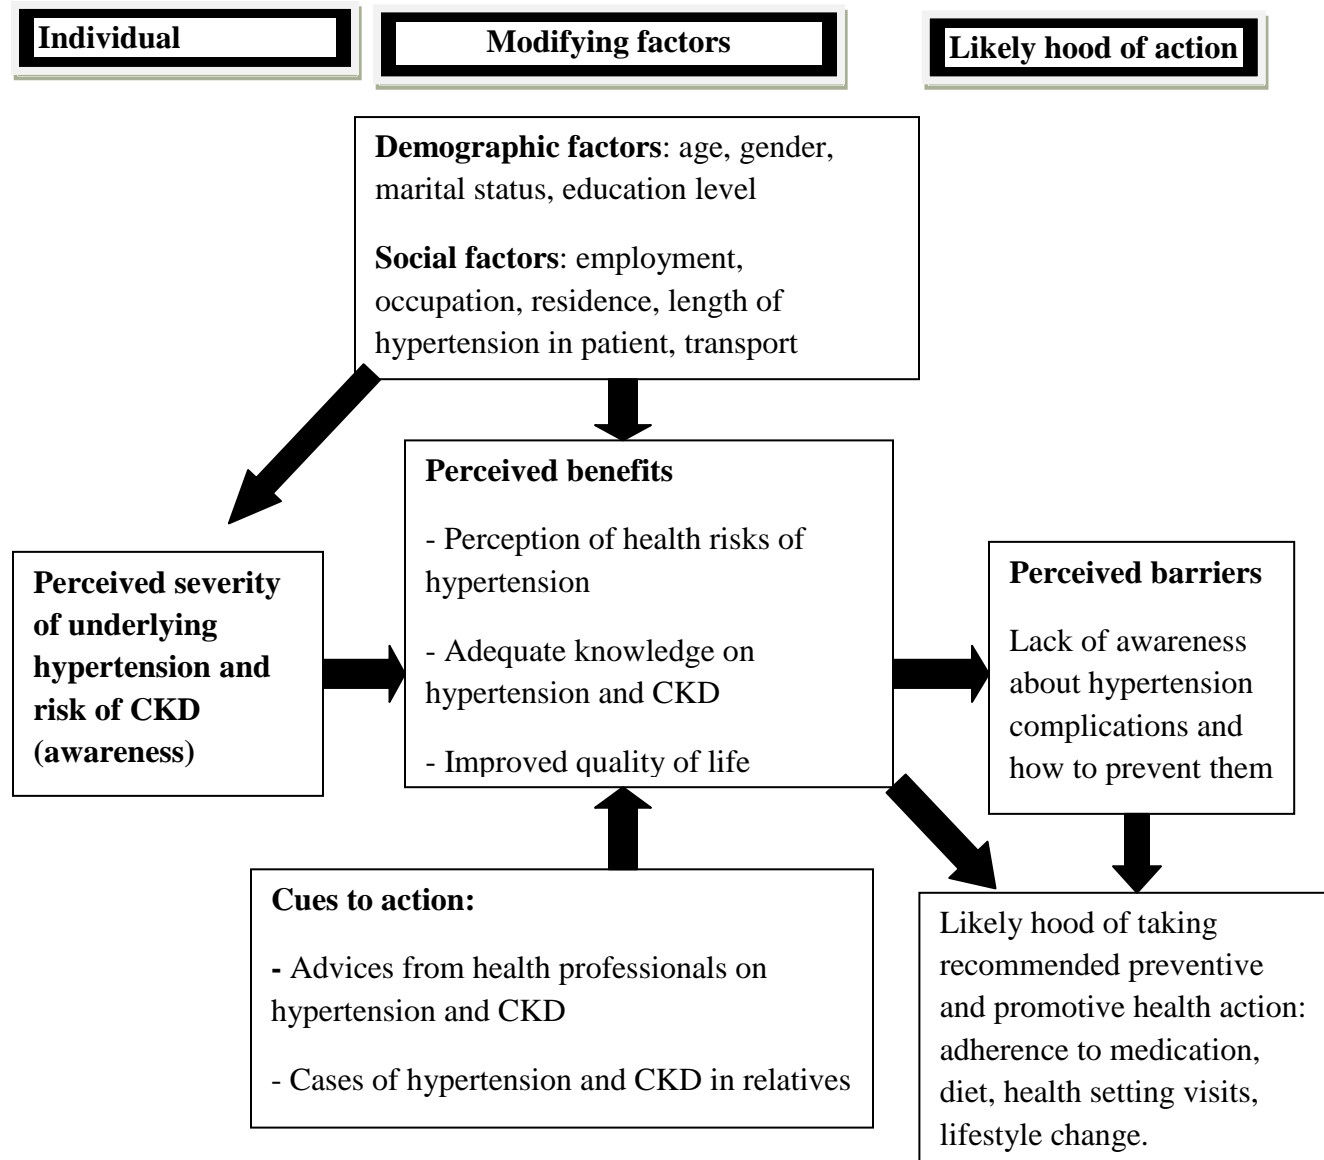 Individual
Modifying factors
Likely hood of action
Demographic factors: age, gender,
marital status, education level
Social factors: employment,
occupation, residence, length of
hypertension in patient, transport
Perceived benefits
- Perception of health risks of
hypertension
- Adequate knowledge on
hypertension and CKD
- Improved quality of life
Perceived severity
of underlying
hypertension and
risk of CKD
(awareness)
Perceived barriers
Lack of awareness
about hypertension
complications and
how to prevent them
Cues to action:
- Advices from health professionals on
hypertension and CKD
- Cases of hypertension and CKD in relatives
Likely hood of taking
recommended preventive
and promotive health action:
adherence to medication,
diet, health setting visits,
lifestyle change.